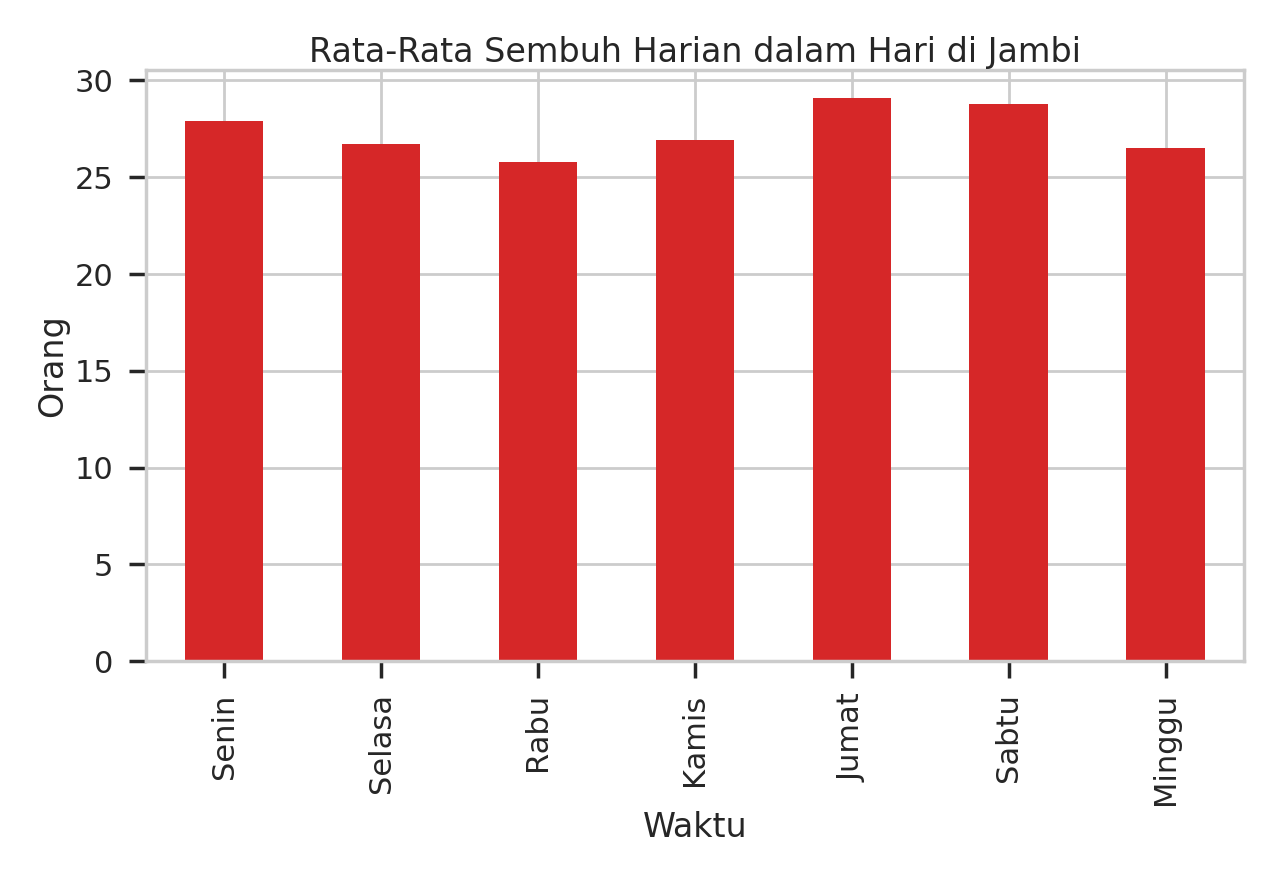 Rata-Rata Sembuh Harian dalam Hari di Jambi
30
25
20
15
10
5
0
Orang
Senin
Selasa
Rabu
Kamis
Jumat
Sabtu
Minggu
Waktu